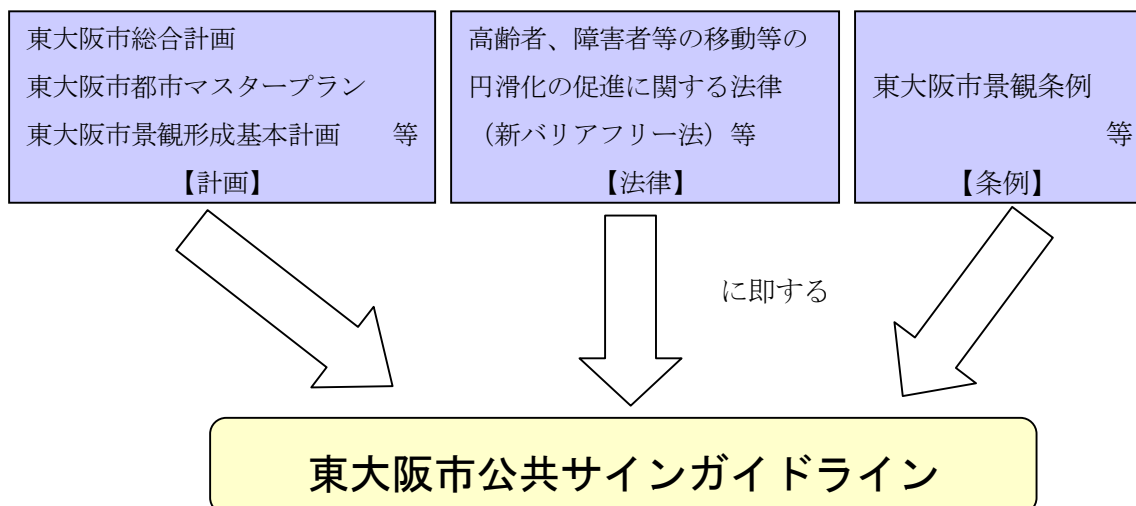 東大阪市総合計画
東大阪市都市マスタープラン
東大阪市景観形成基本計画 等
【計画】
高齢者、障害者等の移動等の
円滑化の促進に関する法律
（新バリアフリー法）等
【法律】
東大阪市景観条例
等
【条例】
に即する
東大阪市公共サインガイドライン